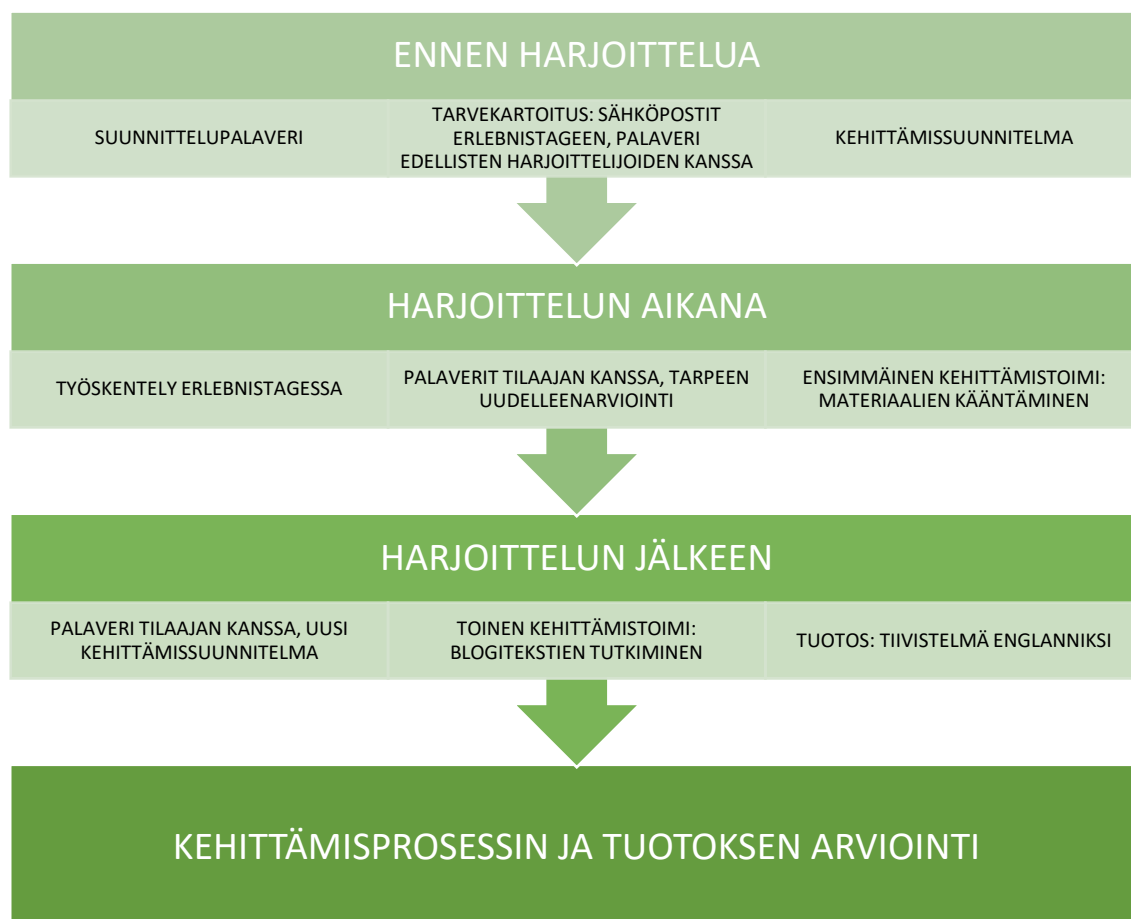 ENNEN HARJOITTELUA
SUUNNITTELUPALAVERI
TARVEKARTOITUS: SÄHKÖPOSTIT
ERLEBNISTAGEEN, PALAVERI
EDELLISTEN HARJOITTELIJOIDEN KANSSA
KEHITTÄMISSUUNNITELMA
HARJOITTELUN AIKANA
TYÖSKENTELY ERLEBNISTAGESSA
PALAVERIT TILAAJAN KANSSA, TARPEEN
UUDELLEENARVIOINTI
ENSIMMÄINEN KEHITTÄMISTOIMI:
MATERIAALIEN KÄÄNTÄMINEN
HARJOITTELUN JÄLKEEN
PALAVERI TILAAJAN KANSSA, UUSI
KEHITTÄMISSUUNNITELMA
TOINEN KEHITTÄMISTOIMI:
BLOGITEKSTIEN TUTKIMINEN
TUOTOS: TIIVISTELMÄ ENGLANNIKSI
KEHITTÄMISPROSESSIN JA TUOTOKSEN ARVIOINTI